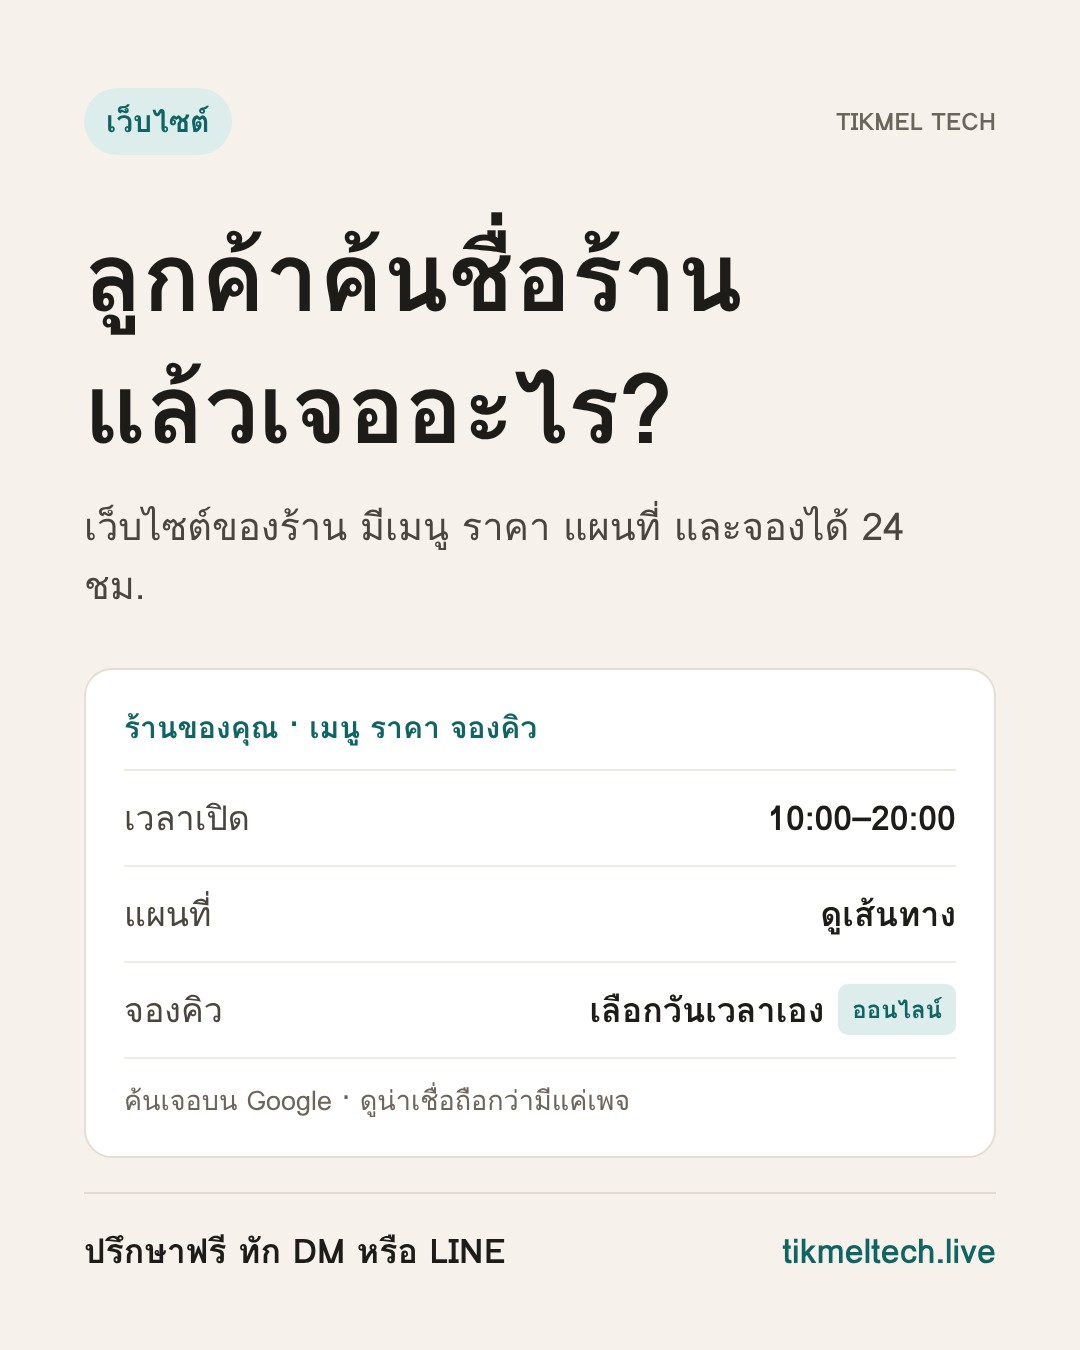 เว็บไซต์
TIKMEL TECH
ลูกค้าค้นชื่อร้าน
แล้วเจออะไร?
เว็บไซต์ของร้าน มีเมนู ราคา แผนที่ และจองได้ 24
ชม.
ร้านของคุณ · เมนู ราคา จองคิว
เวลาเปิด 10:00–20:00
แผนที่ ดูเส้นทาง
จองคิว เลือกวันเวลาเอง ออนไลน์
ค้นเจอบน Google · ดูน่าเชื่อถือกว่ามีแค่เพจ
ปรึกษาฟรี ทัก DM หรือ LINE tikmeltech.live